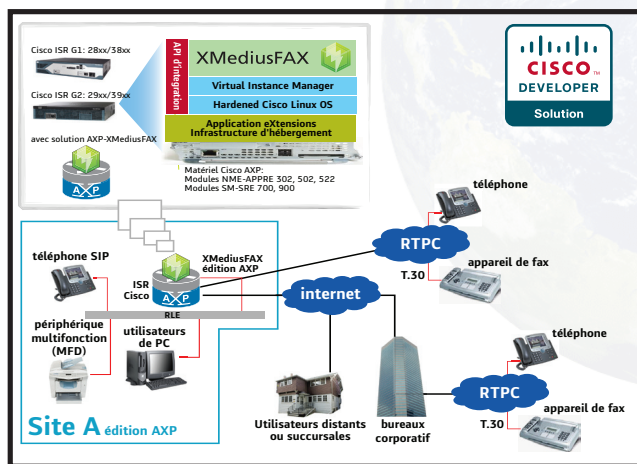 Cisco ISR G1: 28xx/38xx
Cisco ISR G2: 29xx/39xx
avec solution AXP-XMediusFAX
AXP
API d'integration
XMediusFAX
Virtual Instance Manager
Hardened Cisco Linux OS
Application eXtensions
Infrastructure d'hébergement
Matériel Cisco AXP:
Modules NME-APPRE 302, 502, 522
Modules SM-SRE 700, 900
CISCO™
DEVELOPER
Solution
téléphone SIP
XMediusFAX
édition AXP
ISR
Cisco
AXP
RLE
périphérique
multifonction
(MFD)
utilisateurs
de PC
Site A édition AXP
RTPC
T.30
téléphone
appareil de fax
internet
Utilisateurs distants
ou succursales
bureaux
corporatif
RTPC
T.30
téléphone
appareil de fax